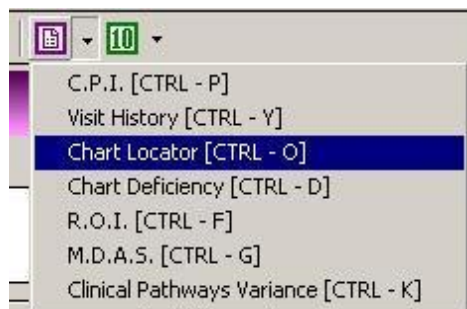 10
C.P.I. [CTRL - P]
Visit History [CTRL - Y]
Chart Locator [CTRL - O]
Chart Deficiency [CTRL - D]
R.O.I. [CTRL - F]
M.D.A.S. [CTRL - G]
Clinical Pathways Variance [CTRL - K]